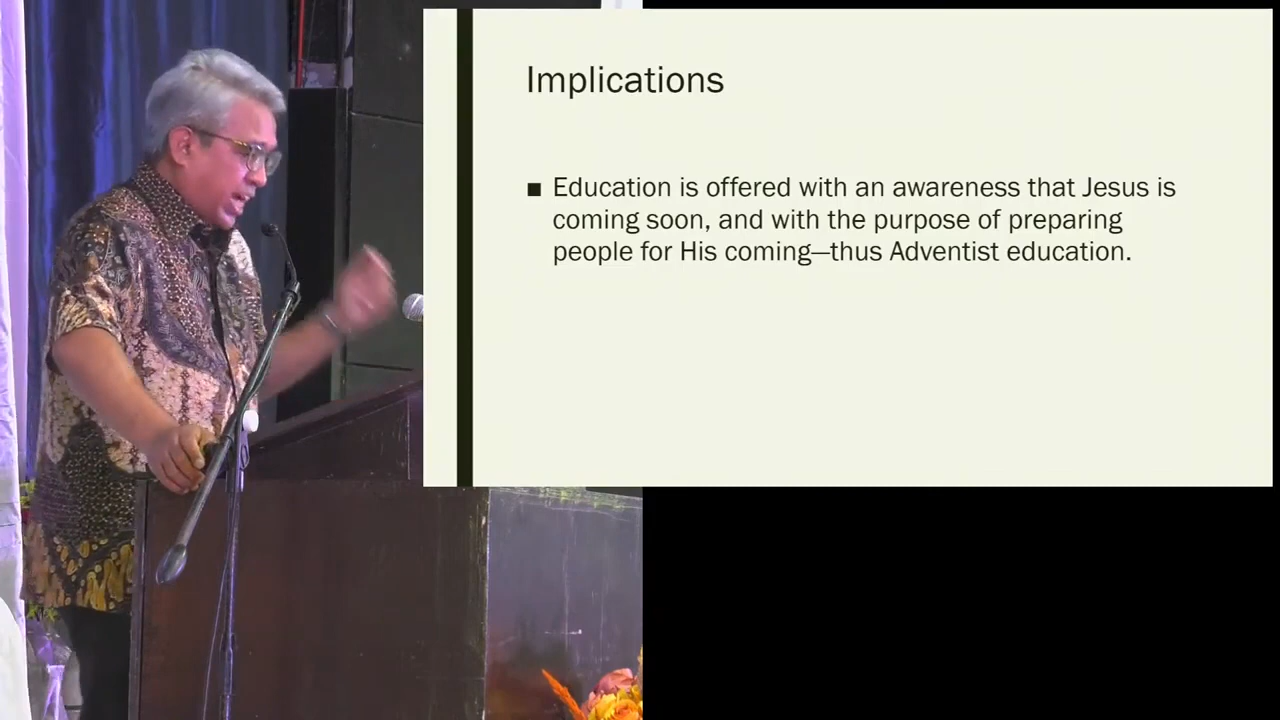 Implications
■ Education is offered with an awareness that Jesus is
coming soon, and with the purpose of preparing
people for His coming—thus Adventist education.